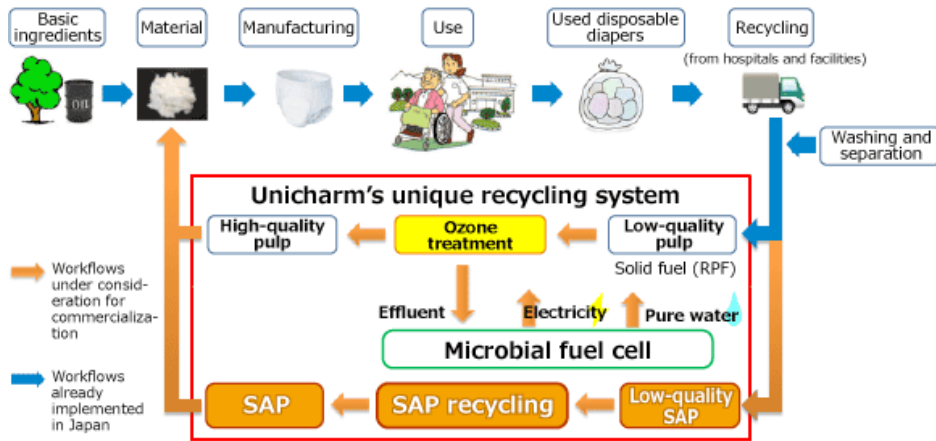 Basic
ingredients
Material
Manufacturing
Use
Used disposable
diapers
Recycling
(from hospitals and facilities)
OIL
Washing and
separation
Unicharm's unique recycling system
High-quality
pulp
Ozone
treatment
Low-quality
pulp
Solid fuel (RPF)
Workflows
under consid-
eration for
commercializa-
tion
Effluent
Electricity
Pure water
Microbial fuel cell
Workflows
already
implemented
in Japan
SAP
SAP recycling
Low-quality
SAP